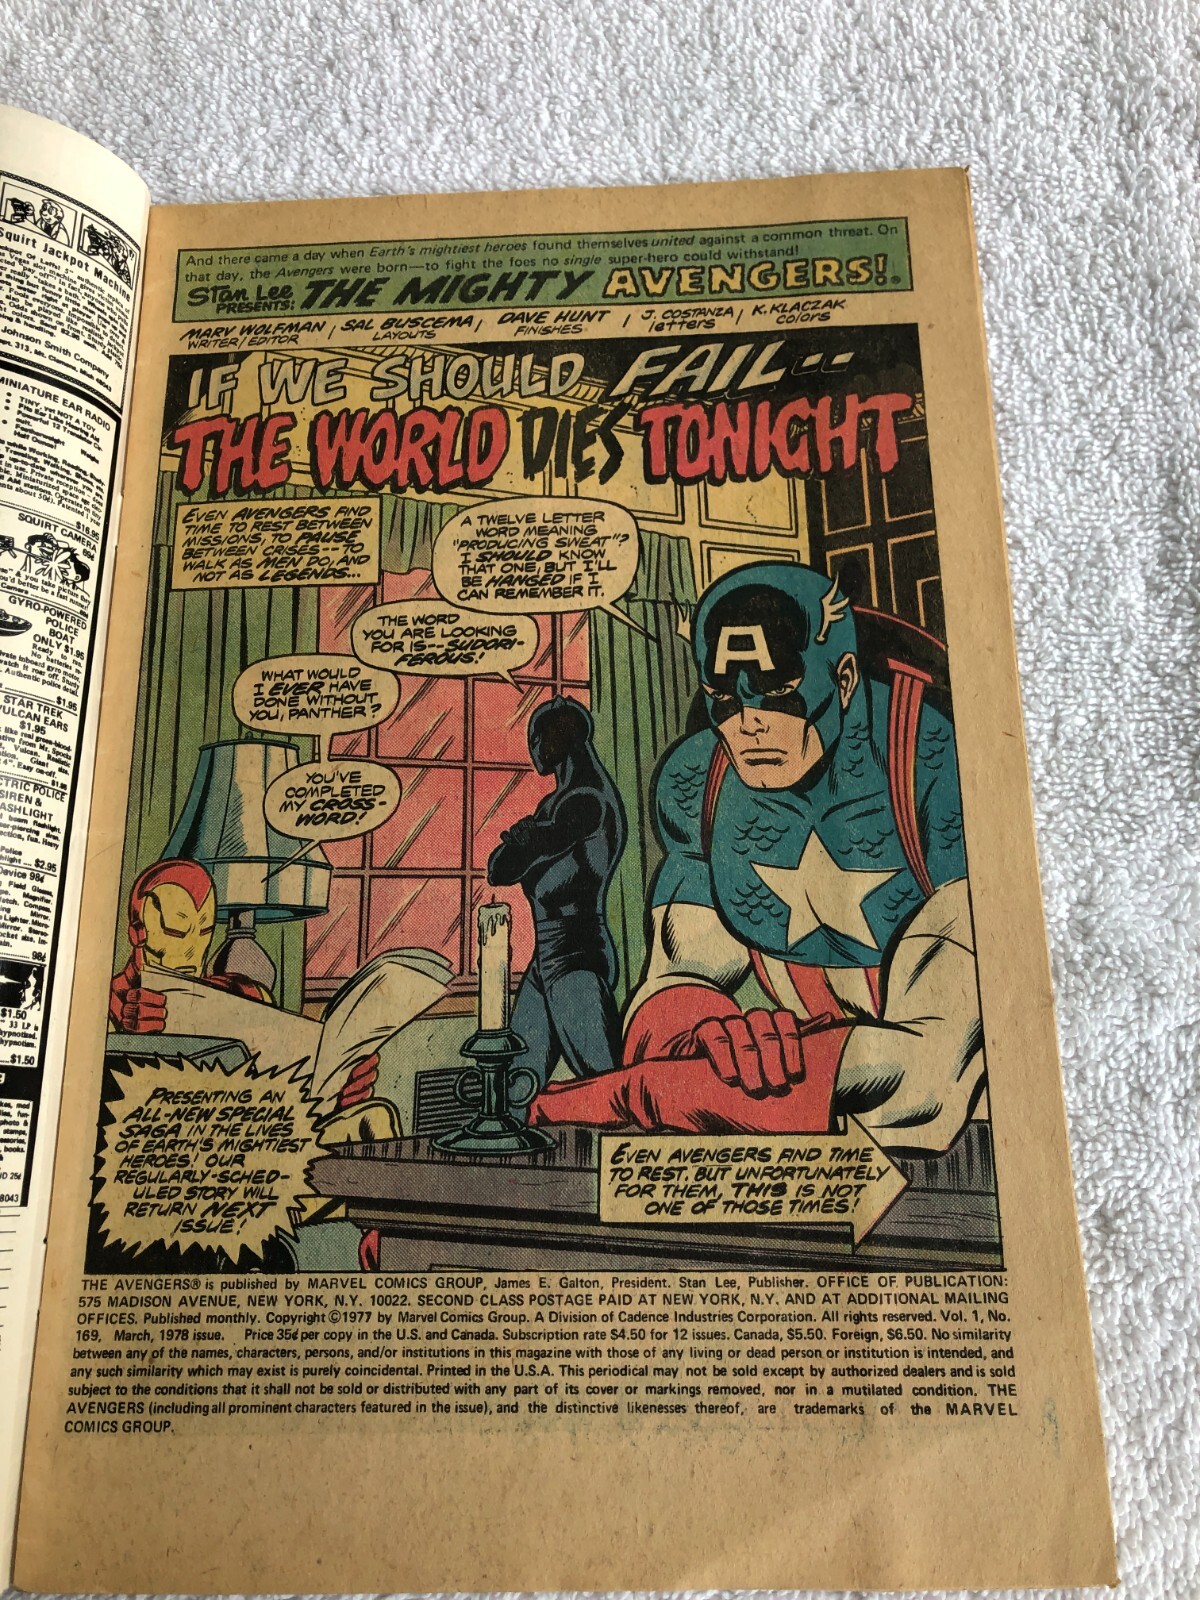 And there came a day when Earth's mightiest heroes found themselves united against a common threat. On
that day, the Avengers were born—to fight the foes no single super-hero could withstand!
Stan Lee
PRESENTS:
THE MIGHTY AVENGERS!®
MARV WOLFMAN / SAL BUSCEMA / DAVE HUNT / J. COSTANZA / K. KLACZAK
WRITER/EDITOR LAYOUTS FINISHES letters colors
IF WE SHOULD FAIL--
THE WORLD DIES TONIGHT
EVEN AVENGERS FIND
TIME TO REST BETWEEN
MISSIONS, TO PAUSE
BETWEEN CRISES--TO
WALK AS MEN DO, AND
NOT AS LEGENDS...
A TWELVE LETTER
WORD MEANING
"PRODUCING SWEAT"?
I SHOULD KNOW
THAT ONE, BUT I'LL
BE HANGED IF I
CAN REMEMBER IT.
THE WORD
YOU ARE LOOKING
FOR IS--SUDORI-
FEROUS!
WHAT WOULD
I EVER HAVE
DONE WITHOUT
YOU, PANTHER?
YOU'VE
COMPLETED
MY CROSS-
WORD!
A
PRESENTING AN
ALL-NEW SPECIAL
SAGA IN THE LIVES
OF EARTH'S MIGHTIEST
HEROES! OUR
REGULARLY-SCHED-
ULED STORY WILL
RETURN NEXT
ISSUE!
EVEN AVENGERS FIND TIME
TO REST. BUT UNFORTUNATELY
FOR THEM, THIS IS NOT
ONE OF THOSE TIMES!
THE AVENGERS® is published by MARVEL COMICS GROUP, James E. Galton, President. Stan Lee, Publisher. OFFICE OF PUBLICATION:
575 MADISON AVENUE, NEW YORK, N.Y. 10022. SECOND CLASS POSTAGE PAID AT NEW YORK, N.Y. AND AT ADDITIONAL MAILING
OFFICES. Published monthly. Copyright ©1977 by Marvel Comics Group. A Division of Cadence Industries Corporation. All rights reserved. Vol. 1, No.
169, March, 1978 issue. Price 35¢ per copy in the U.S. and Canada. Subscription rate $4.50 for 12 issues. Canada, $5.50. Foreign, $6.50. No similarity
between any of the names, characters, persons, and/or institutions in this magazine with those of any living or dead person or institution is intended, and
any such similarity which may exist is purely coincidental. Printed in the U.S.A. This periodical may not be sold except by authorized dealers and is sold
subject to the conditions that it shall not be sold or distributed with any part of its cover or markings removed, nor in a mutilated condition. THE
AVENGERS (including all prominent characters featured in the issue), and the distinctive likenesses thereof, are trademarks of the MARVEL
COMICS GROUP.
Squirt Jackpot Machine
Johnson Smith Company
MINIATURE EAR RADIO
TINY yet NOT A TOY
SQUIRT CAMERA
GYRO-POWERED
POLICE
BOAT
ONLY $1.95
$1.95
STAR TREK
VULCAN EARS
$1.95
POLICE
SIREN &
$2.95
Device 98¢
98¢
$1.50
$1.50